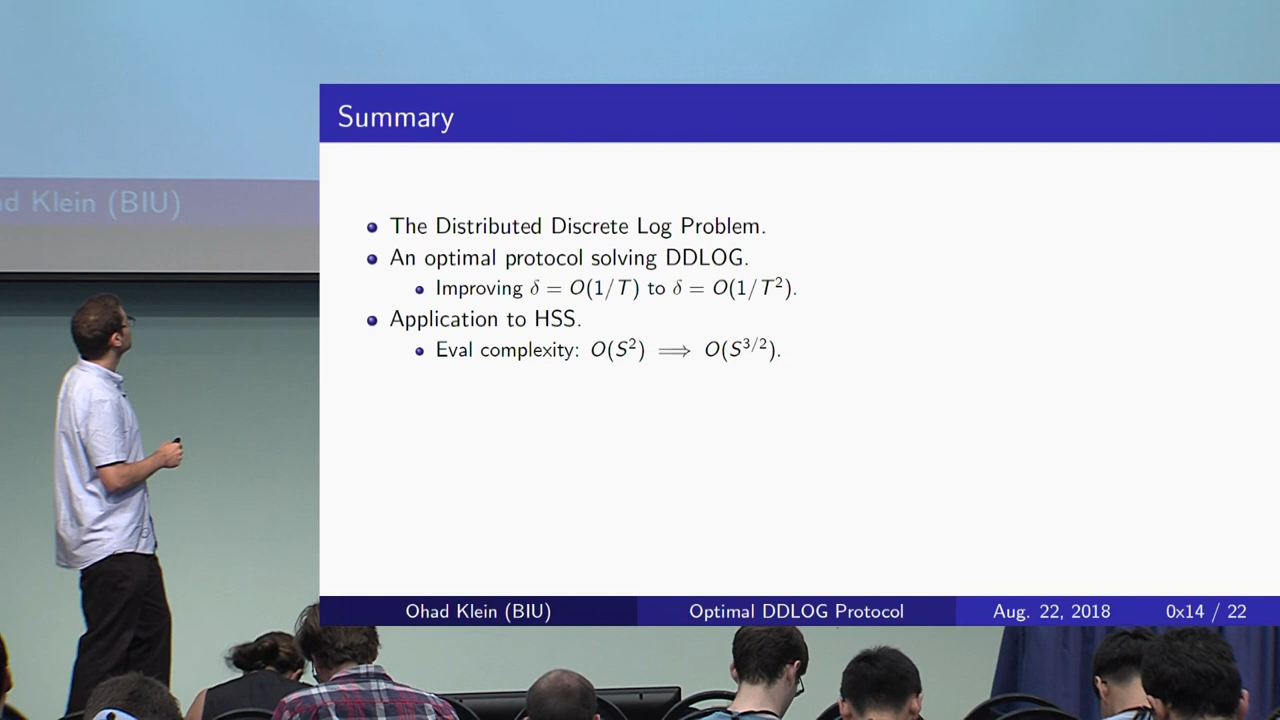 Summary
ad Klein (BIU)
• The Distributed Discrete Log Problem.
• An optimal protocol solving DDLOG.
• Improving δ = O(1/T) to δ = O(1/T²).
• Application to HSS.
• Eval complexity: O(S²) ⟹ O(S^{3/2}).
Ohad Klein (BIU) Optimal DDLOG Protocol Aug. 22, 2018 0x14 / 22